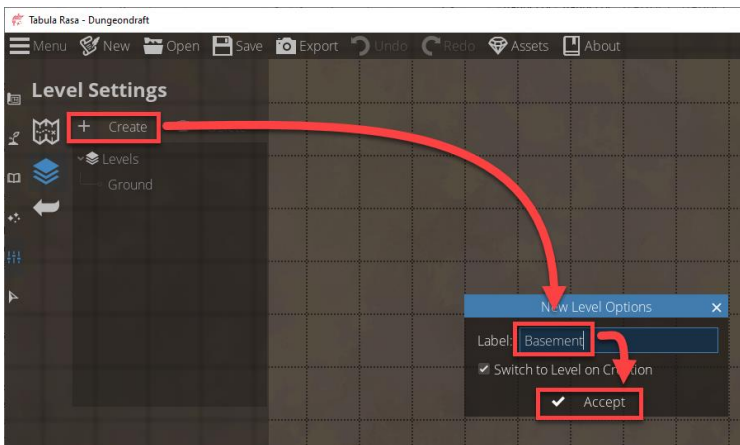 Tabula Rasa - Dungeondraft
Menu New Open Save Export Undo Redo Assets About
Level Settings
+ Create
Levels
Ground
New Level Options
Label: Basement
Switch to Level on Creation
Accept